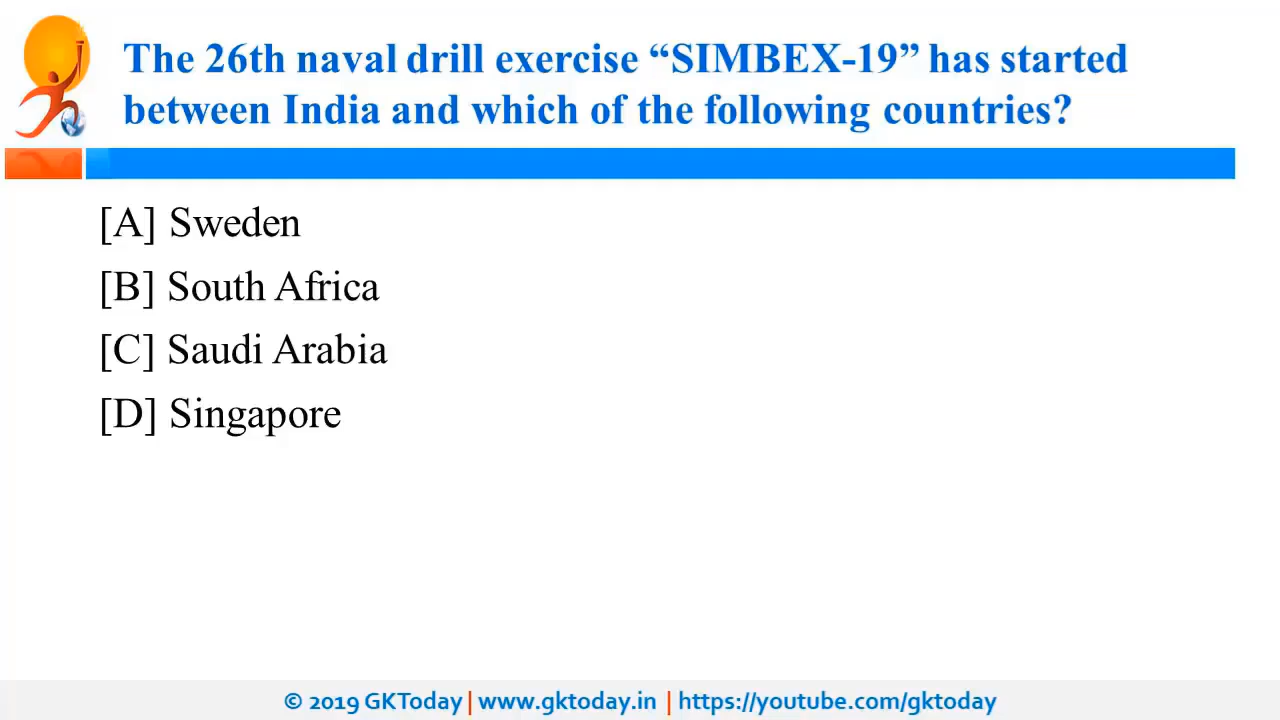 The 26th naval drill exercise “SIMBEX-19” has started
between India and which of the following countries?
[A] Sweden
[B] South Africa
[C] Saudi Arabia
[D] Singapore
© 2019 GKToday | www.gktoday.in | https://youtube.com/gktoday